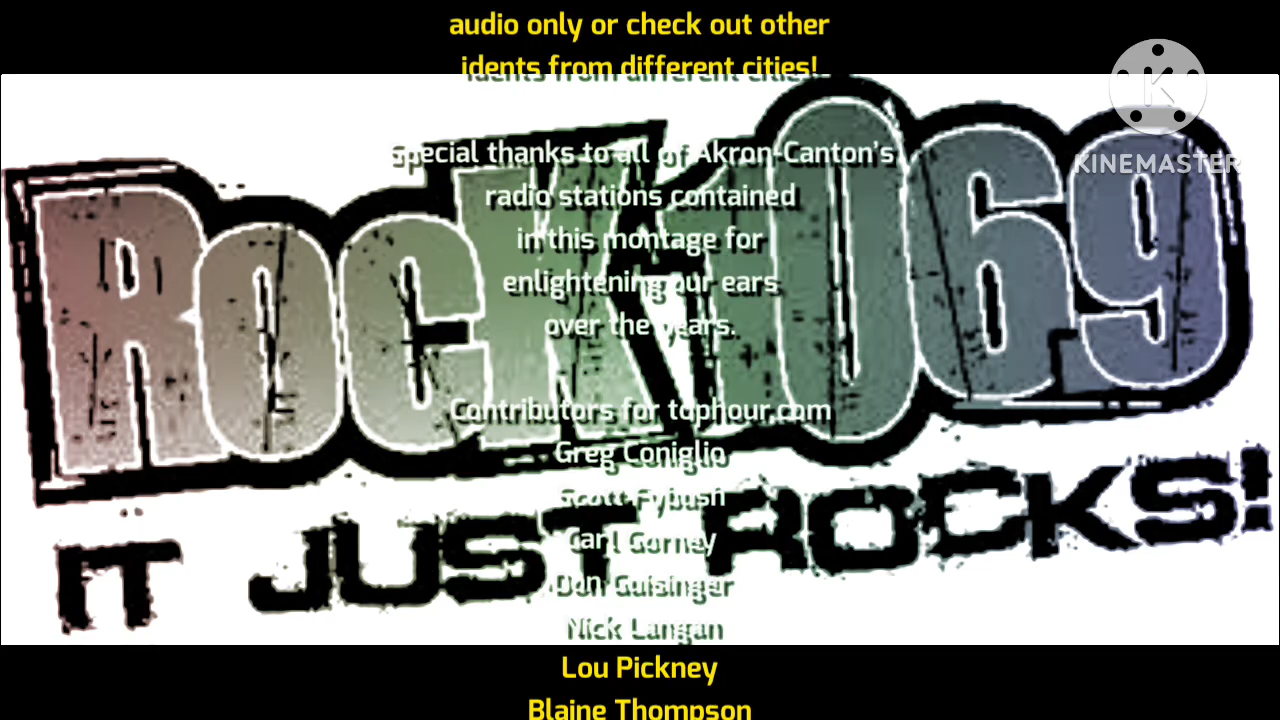 audio only or check out other
idents from different cities!
KINEMASTER
Special thanks to all of Akron-Canton's
radio stations contained
in this montage for
enlightening our ears
over the years.
RocK 1069
IT JUST ROCKS!
Contributors for tophour.com
Greg Coniglio
Scott Fybush
Carl Gorney
Don Guisinger
Nick Langan
Lou Pickney
Blaine Thompson